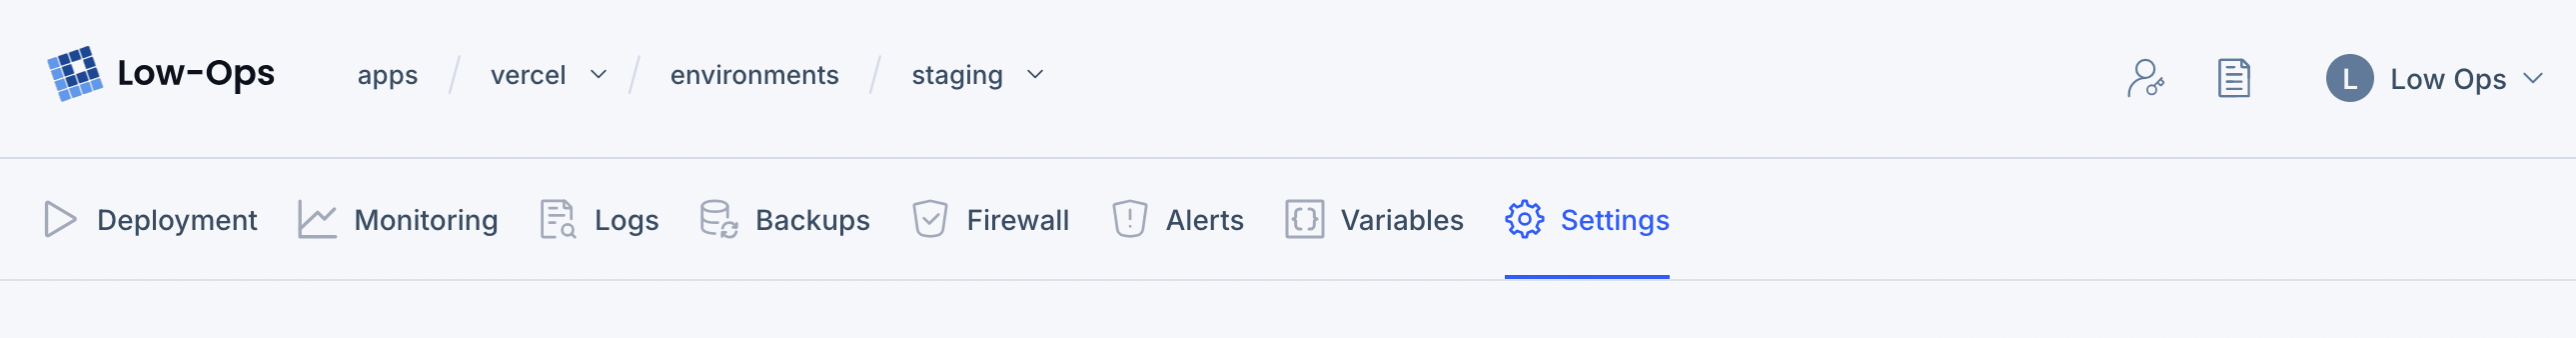 Low-Ops apps / vercel / environments / staging L Low Ops
Deployment Monitoring Logs Backups Firewall Alerts Variables Settings